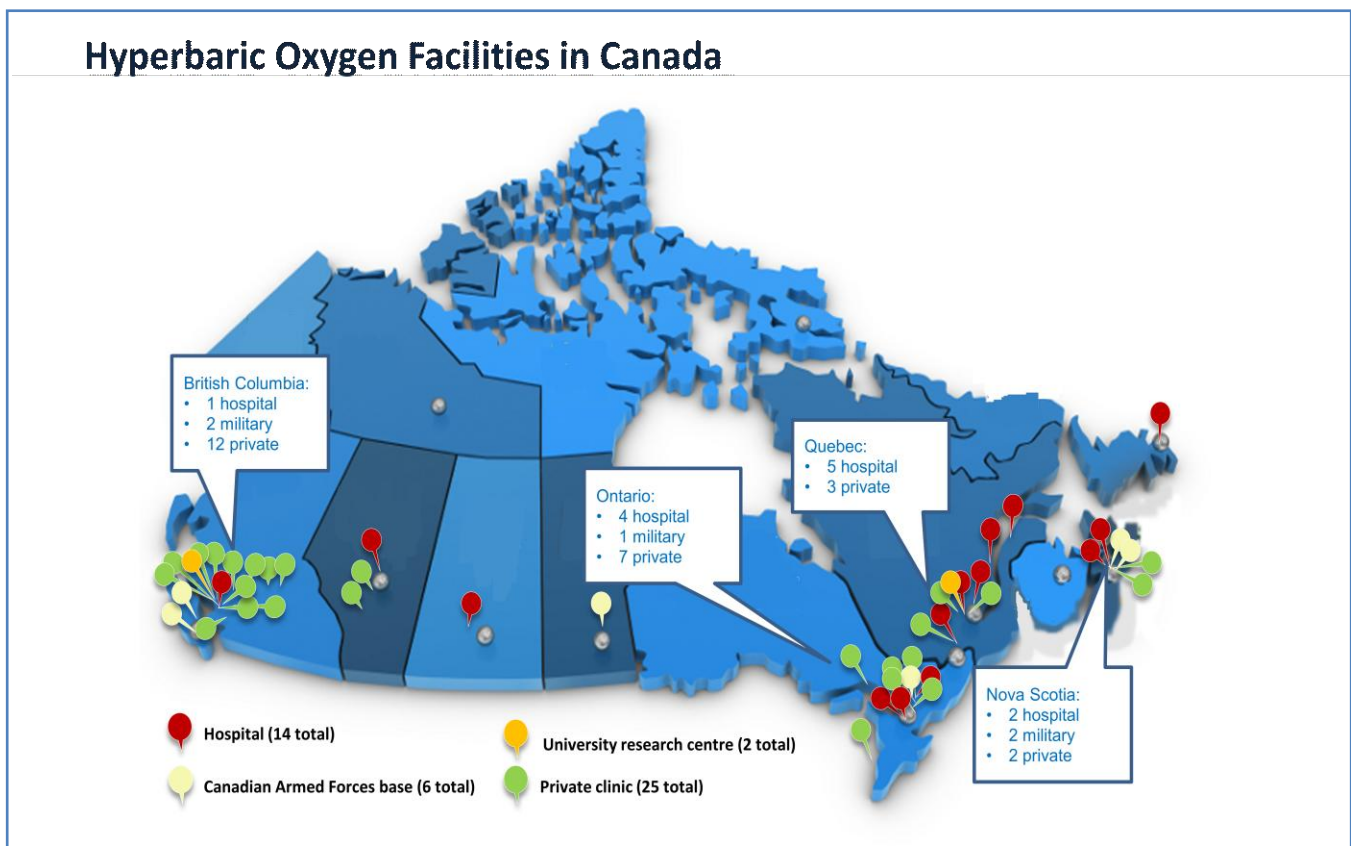 Hyperbaric Oxygen Facilities in Canada
British Columbia:
• 1 hospital
• 2 military
• 12 private
Quebec:
• 5 hospital
• 3 private
Ontario:
• 4 hospital
• 1 military
• 7 private
Nova Scotia:
• 2 hospital
• 2 military
• 2 private
Hospital (14 total)
University research centre (2 total)
Canadian Armed Forces base (6 total)
Private clinic (25 total)